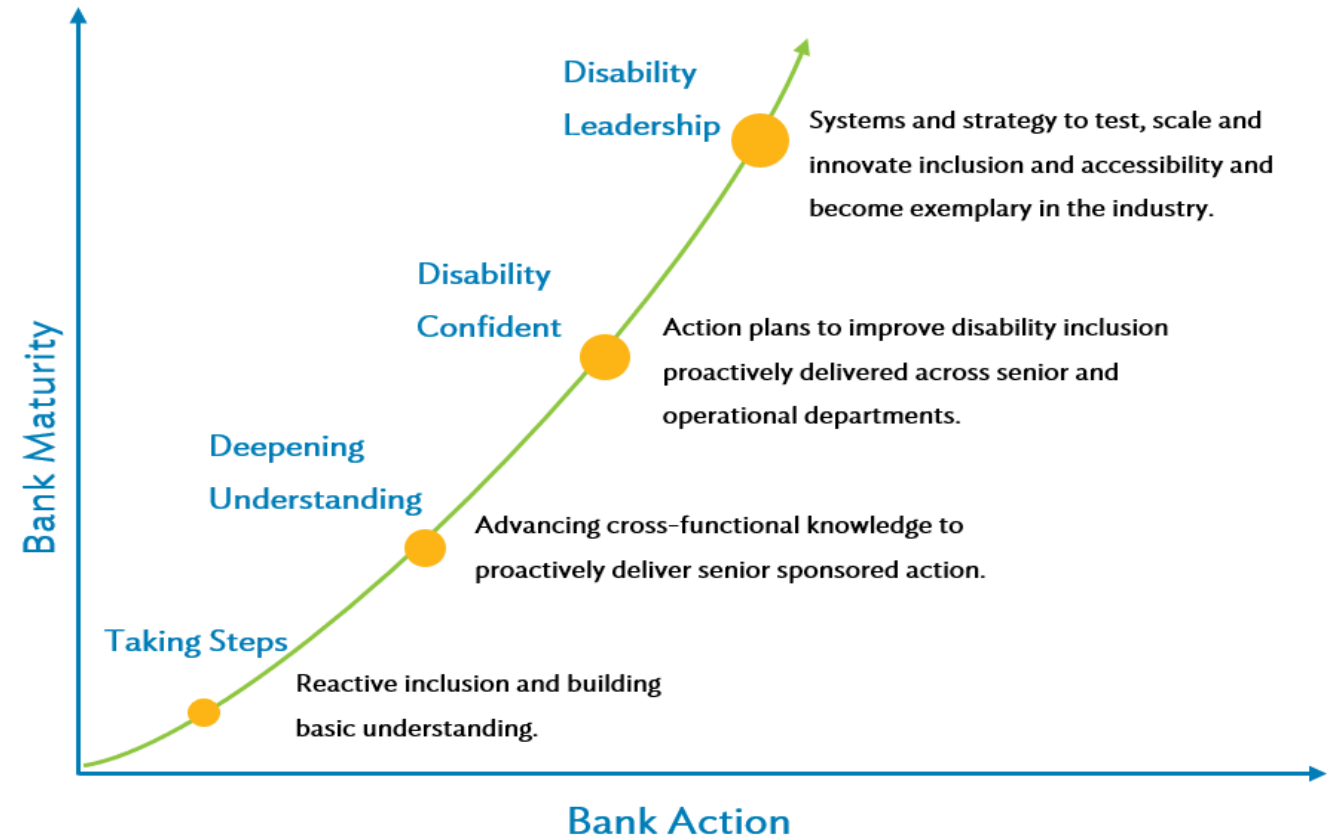 Disability
Leadership
Systems and strategy to test, scale and
innovate inclusion and accessibility and
become exemplary in the industry.
Disability
Confident
Action plans to improve disability inclusion
proactively delivered across senior and
operational departments.
Deepening
Understanding
Advancing cross-functional knowledge to
proactively deliver senior sponsored action.
Taking Steps
Reactive inclusion and building
basic understanding.
Bank Maturity
Bank Action